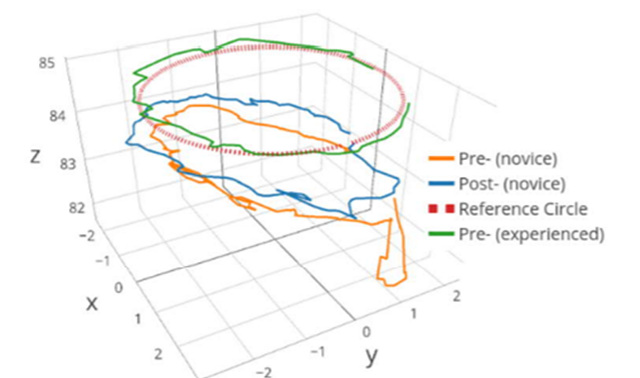 85
84
83
82
Z
−2
−1
0
1
2
x
−2
−1
0
1
2
y
Pre- (novice)
Post- (novice)
Reference Circle
Pre- (experienced)